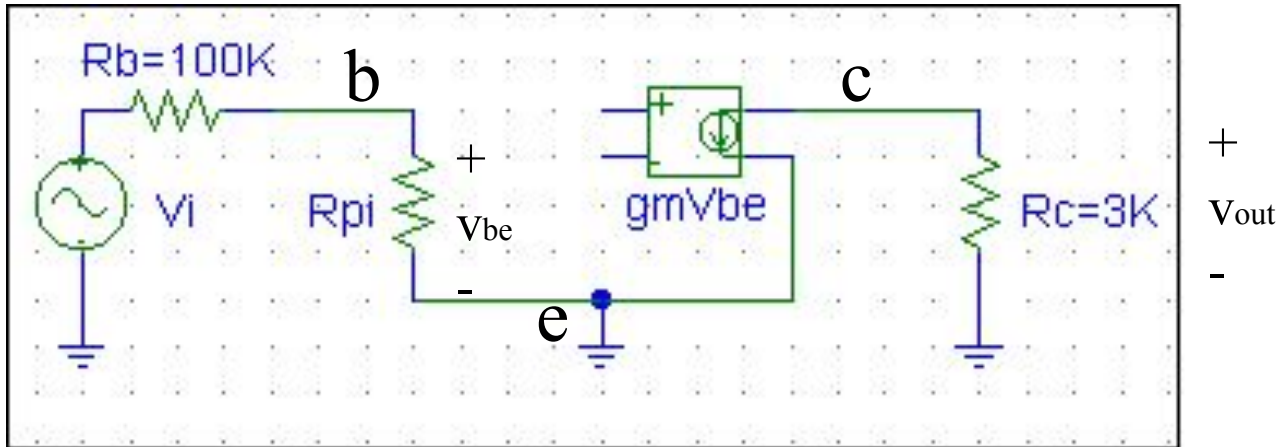 Rb=100K
b
c
+
-
+
-
Vi
Rpi
+
Vbe
-
gmVbe
Rc=3K
+
Vout
-
e